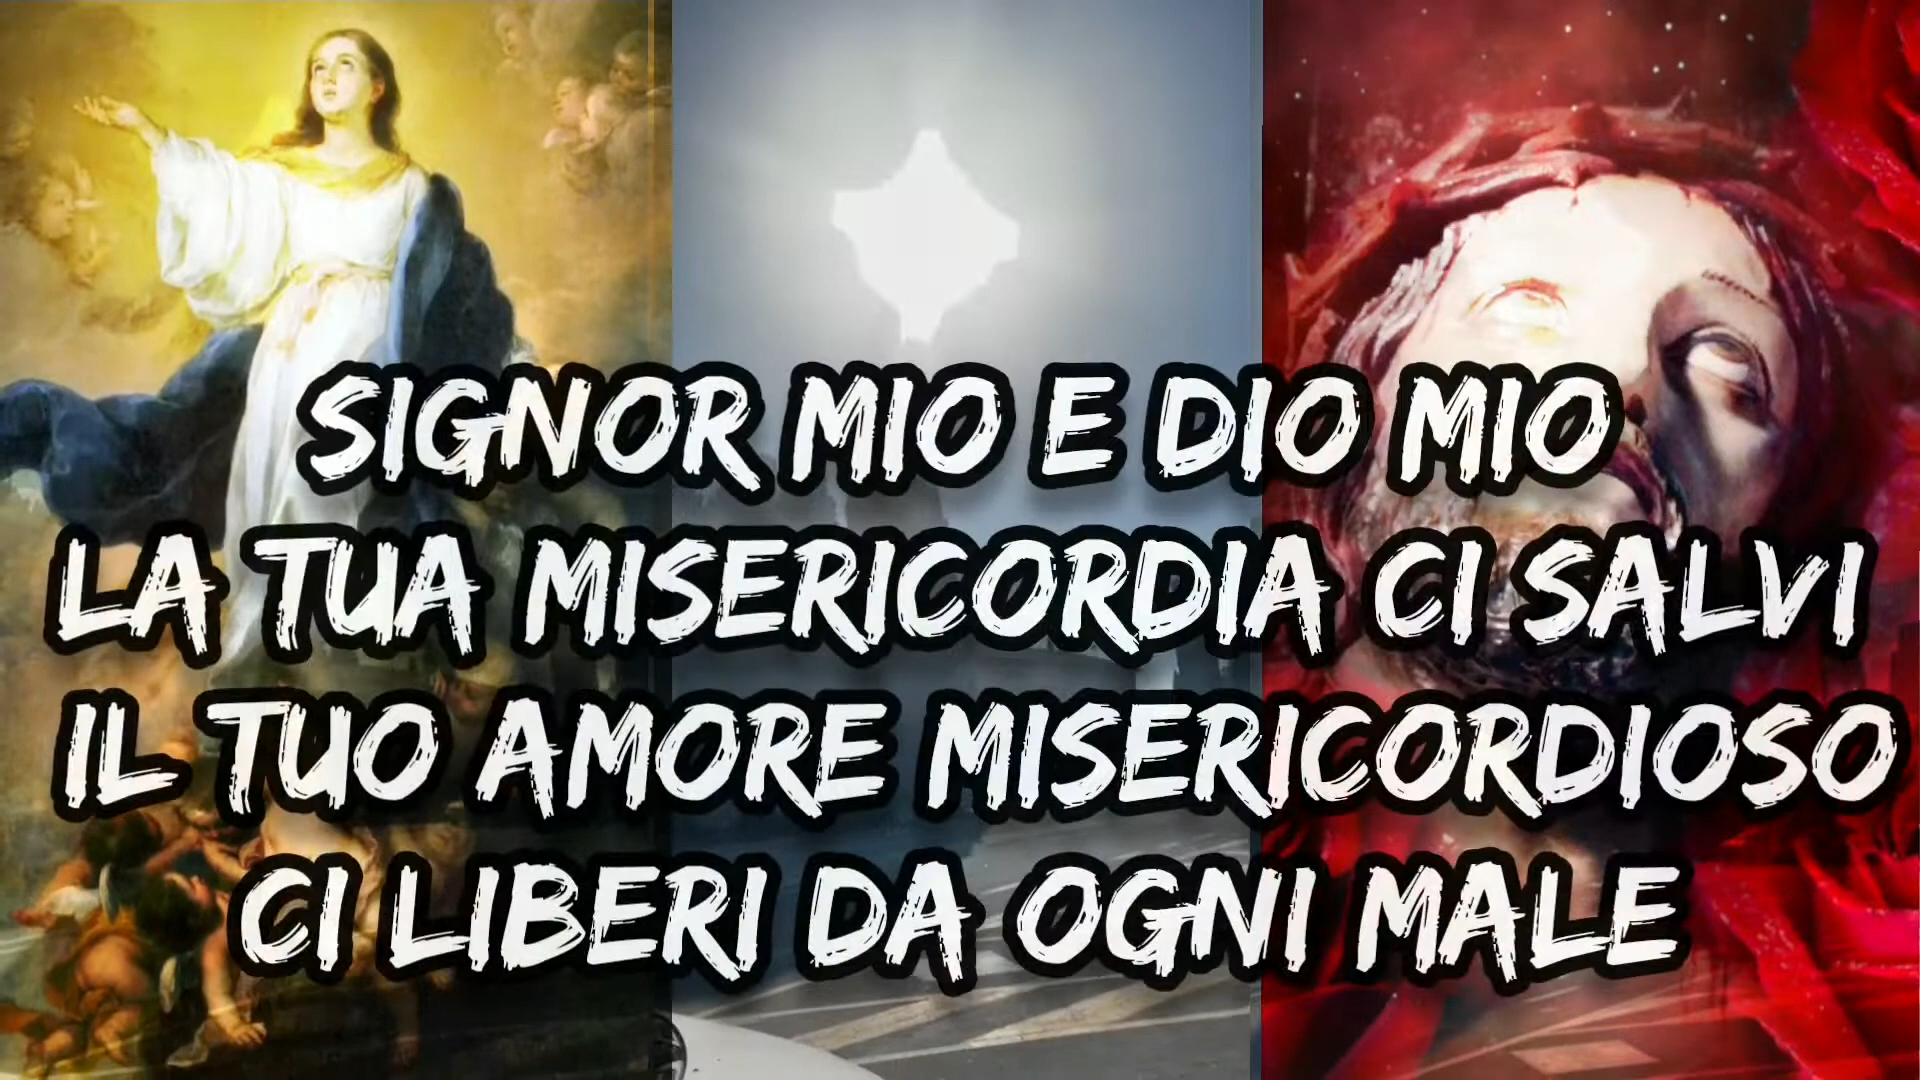 SIGNOR MIO E DIO MIO
LA TUA MISERICORDIA CI SALVI
IL TUO AMORE MISERICORDIOSO
CI LIBERI DA OGNI MALE